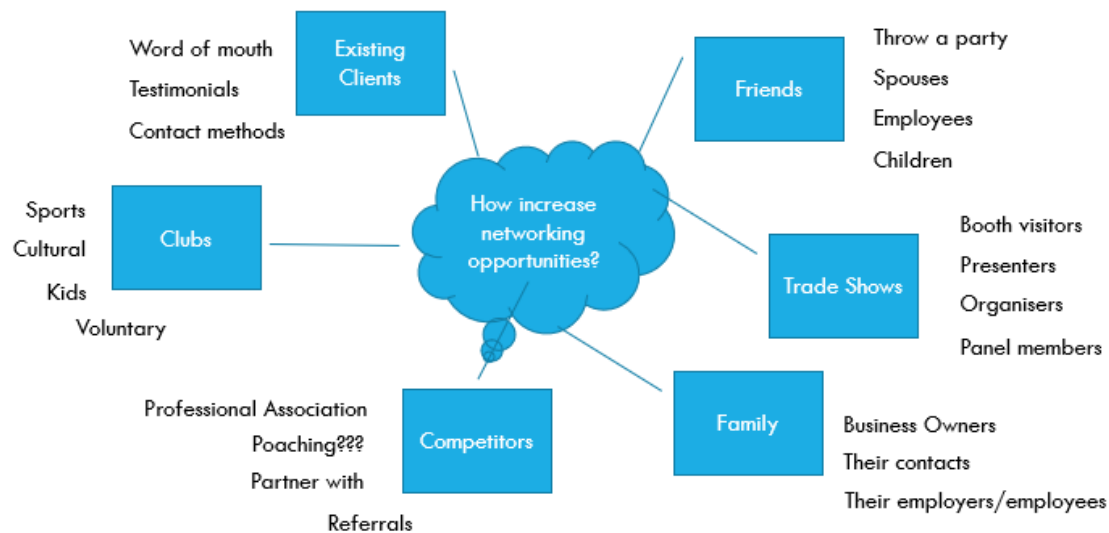 Word of mouth
Testimonials
Contact methods
Existing
Clients
Friends
Throw a party
Spouses
Employees
Children
Sports
Cultural
Kids
Voluntary
Clubs
How increase
networking
opportunities?
Trade Shows
Booth visitors
Presenters
Organisers
Panel members
Professional Association
Poaching???
Partner with
Referrals
Competitors
Family
Business Owners
Their contacts
Their employers/employees